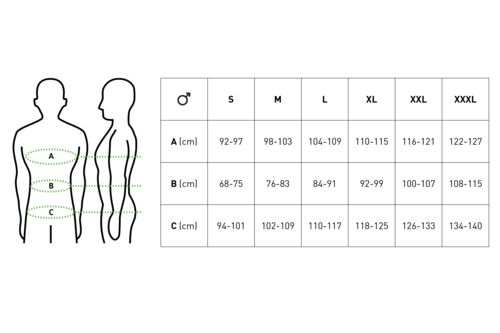 ♂ S M L XL XXL XXXL
A A (cm) 92-97 98-103 104-109 110-115 116-121 122-127
B B (cm) 68-75 76-83 84-91 92-99 100-107 108-115
C C (cm) 94-101 102-109 110-117 118-125 126-133 134-140